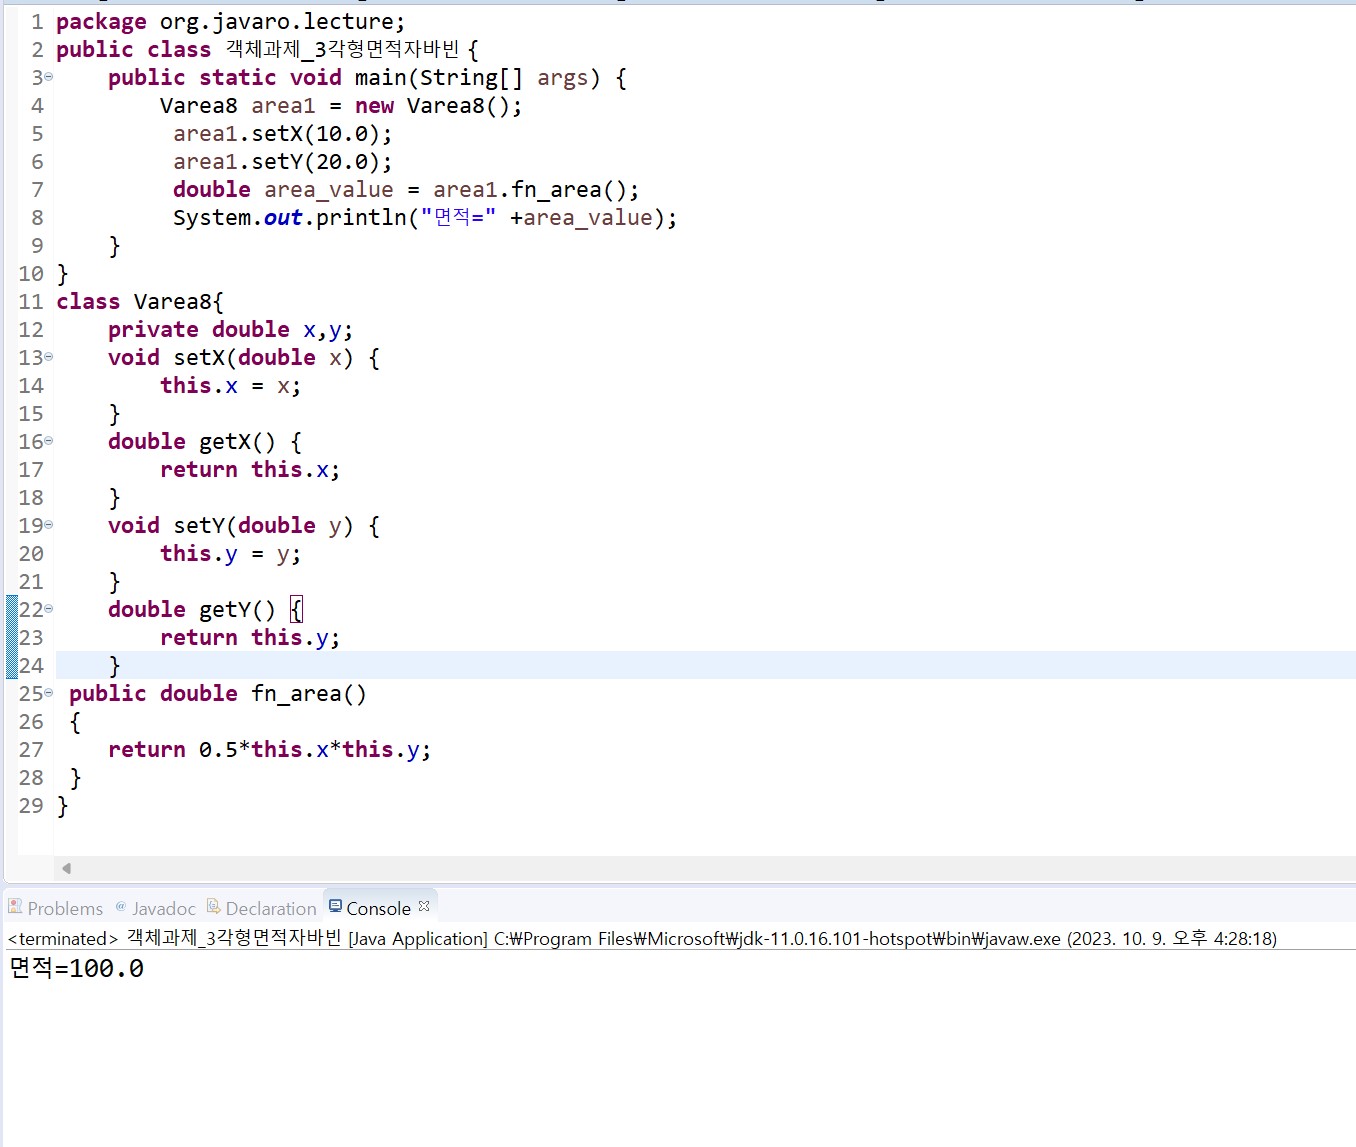 1 package org.javaro.lecture;
2 public class 객체과제_3각형면적자바빈 {
3 public static void main(String[] args) {
4 Varea8 area1 = new Varea8();
5 area1.setX(10.0);
6 area1.setY(20.0);
7 double area_value = area1.fn_area();
8 System.out.println("면적=" +area_value);
9 }
10 }
11 class Varea8{
12 private double x,y;
13 void setX(double x) {
14 this.x = x;
15 }
16 double getX() {
17 return this.x;
18 }
19 void setY(double y) {
20 this.y = y;
21 }
22 double getY() {
23 return this.y;
24 }
25 public double fn_area()
26 {
27 return 0.5*this.x*this.y;
28 }
29 }
Problems @ Javadoc Declaration Console
<terminated> 객체과제_3각형면적자바빈 [Java Application] C:₩Program Files₩Microsoft₩jdk-11.0.16.101-hotspot₩bin₩javaw.exe (2023. 10. 9. 오후 4:28:18)
면적=100.0